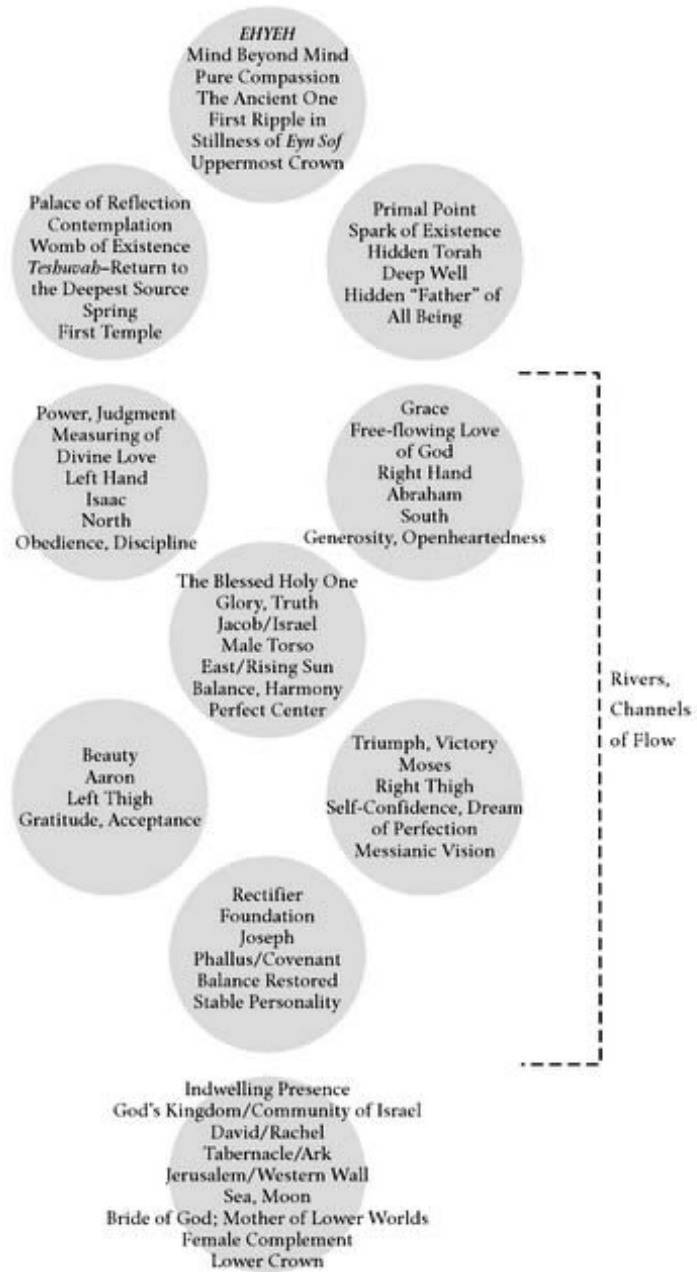 EHYEH
Mind Beyond Mind
Pure Compassion
The Ancient One
First Ripple in
Stillness of Eyn Sof
Uppermost Crown
Palace of Reflection
Contemplation
Womb of Existence
Teshuvah–Return to
the Deepest Source
Spring
First Temple
Primal Point
Spark of Existence
Hidden Torah
Deep Well
Hidden “Father” of
All Being
Power, Judgment
Measuring of
Divine Love
Left Hand
Isaac
North
Obedience, Discipline
Grace
Free-flowing Love
of God
Right Hand
Abraham
South
Generosity, Openheartedness
The Blessed Holy One
Glory, Truth
Jacob/Israel
Male Torso
East/Rising Sun
Balance, Harmony
Perfect Center
Rivers,
Channels
of Flow
Beauty
Aaron
Left Thigh
Gratitude, Acceptance
Triumph, Victory
Moses
Right Thigh
Self-Confidence, Dream
of Perfection
Messianic Vision
Rectifier
Foundation
Joseph
Phallus/Covenant
Balance Restored
Stable Personality
Indwelling Presence
God’s Kingdom/Community of Israel
David/Rachel
Tabernacle/Ark
Jerusalem/Western Wall
Sea, Moon
Bride of God; Mother of Lower Worlds
Female Complement
Lower Crown